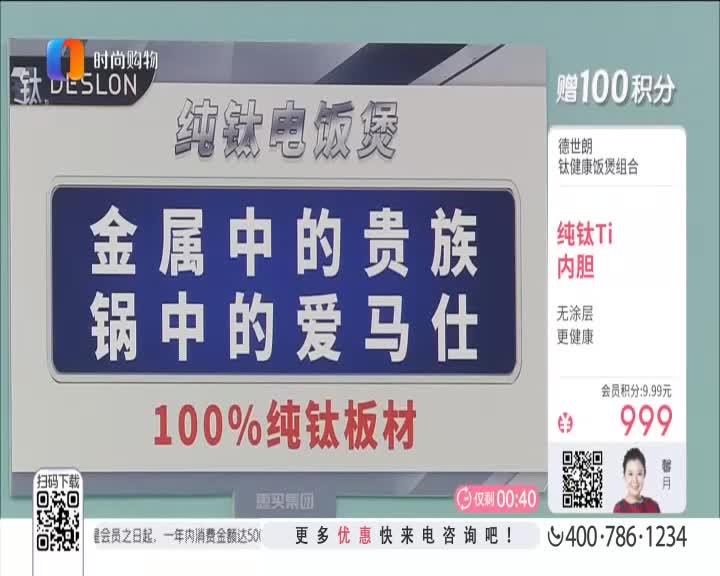 时尚购物
钛 DESLON
纯钛电饭煲
金属中的贵族
锅中的爱马仕
100%纯钛板材
惠买集团
赠100积分
德世朗
钛健康饭煲组合
纯钛Ti
内胆
无涂层
更健康
会员积分:9.99元
¥ 999
馨月
仅剩 00:40
扫码下载
会员之日起，一年内消费金额达500
更多优惠快来电咨询吧！
400-786-1234